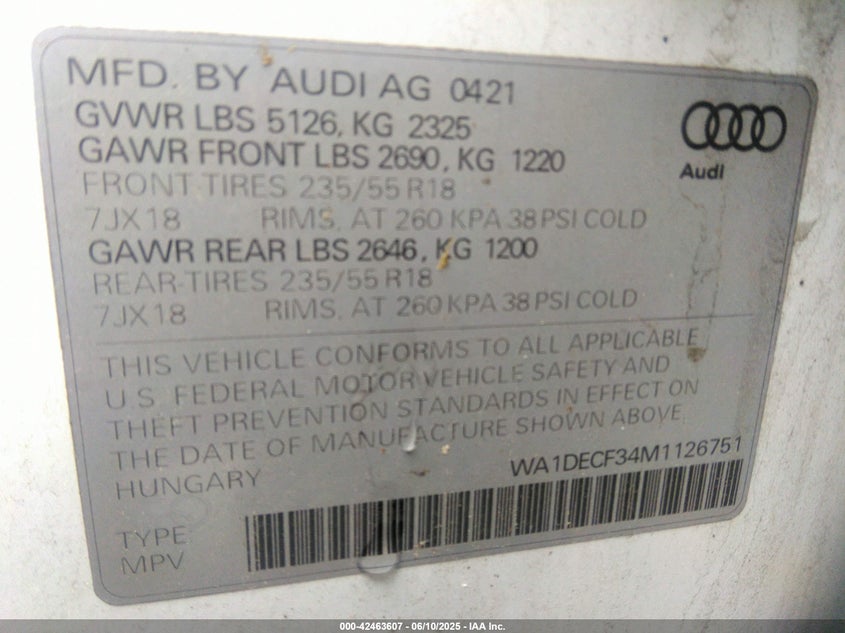 MFD. BY AUDI AG 0421
GVWR LBS 5126, KG 2325
GAWR FRONT LBS 2690, KG 1220
FRONT-TIRES 235/55 R18
7JX18 RIMS, AT 260 KPA 38 PSI COLD
GAWR REAR LBS 2646, KG 1200
REAR-TIRES 235/55 R18
7JX18 RIMS, AT 260 KPA 38 PSI COLD
Audi
THIS VEHICLE CONFORMS TO ALL APPLICABLE
U.S. FEDERAL MOTOR VEHICLE SAFETY AND
THEFT PREVENTION STANDARDS IN EFFECT ON
THE DATE OF MANUFACTURE SHOWN ABOVE
HUNGARY
WA1DECF34M1126751
TYPE:
MPV
000-42463607 - 06/10/2025 - IAA Inc.